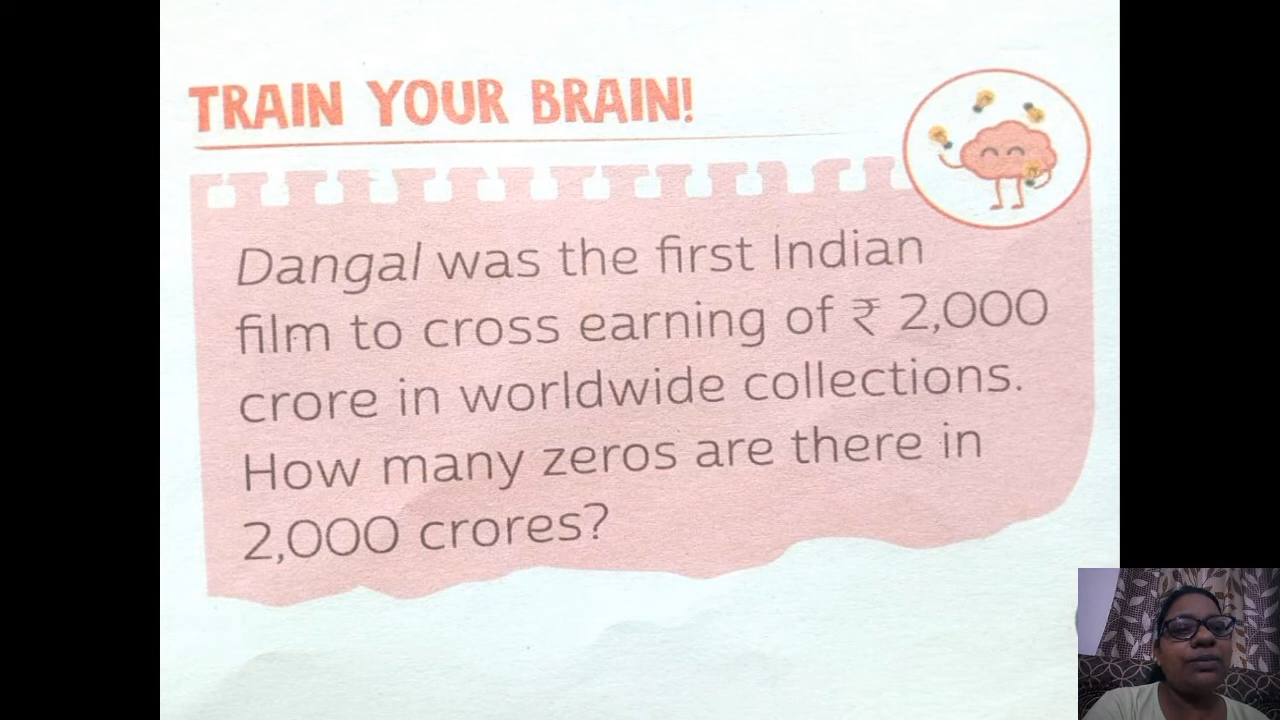 TRAIN YOUR BRAIN!
Dangal was the first Indian
film to cross earning of ₹ 2,000
crore in worldwide collections.
How many zeros are there in
2,000 crores?